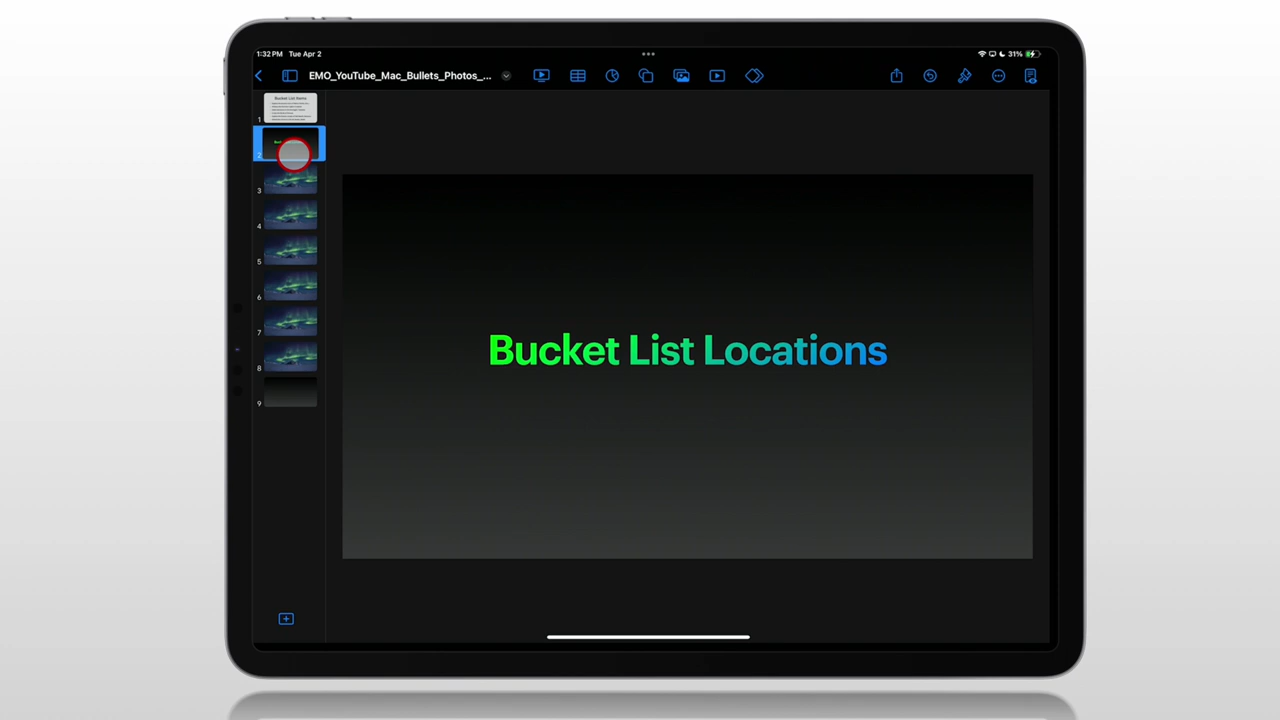 1:32 PM Tue Apr 2
31%
EMO_YouTube_Mac_Bullets_Photos_...
Bucket List Items
1
2
3
4
5
6
7
8
9
Bucket List Locations